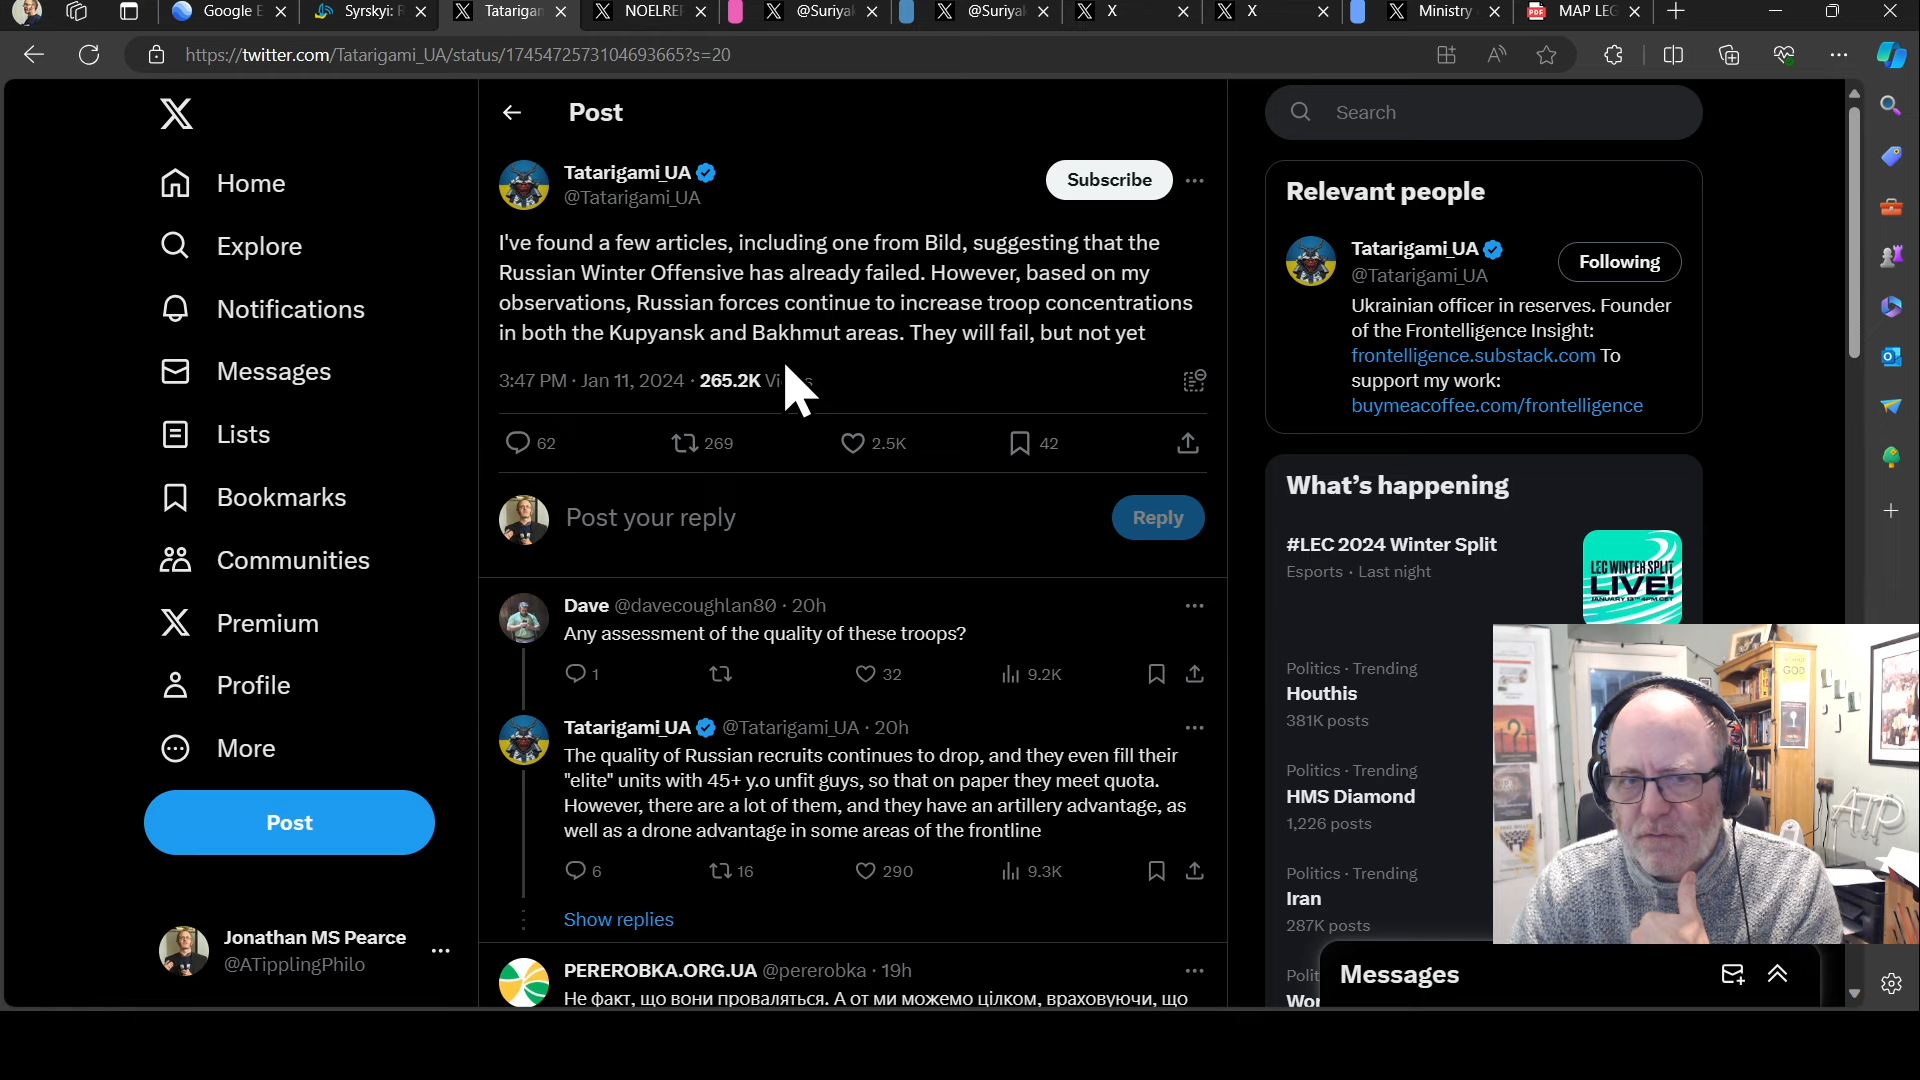 Google E
Syrskyi: F
Tatarigan
NOELREF
@Suriya
@Suriya
X
X
Ministry
MAP LEG
https://twitter.com/Tatarigami_UA/status/1745472573104693665?s=20
Home
Explore
Notifications
Messages
Lists
Bookmarks
Communities
Premium
Profile
More
Post
Jonathan MS Pearce
@ATipplingPhilo
Post
Tatarigami_UA
@Tatarigami_UA
Subscribe
I've found a few articles, including one from Bild, suggesting that the
Russian Winter Offensive has already failed. However, based on my
observations, Russian forces continue to increase troop concentrations
in both the Kupyansk and Bakhmut areas. They will fail, but not yet
3:47 PM · Jan 11, 2024 · 265.2K
62 269 2.5K 42
Post your reply
Reply
Dave @davecoughlan80 · 20h
Any assessment of the quality of these troops?
1 32 9.2K
Tatarigami_UA @Tatarigami_UA · 20h
The quality of Russian recruits continues to drop, and they even fill their
"elite" units with 45+ y.o unfit guys, so that on paper they meet quota.
However, there are a lot of them, and they have an artillery advantage, as
well as a drone advantage in some areas of the frontline
6 16 290 9.3K
Show replies
PEREROBKA.ORG.UA @pererobka · 19h
Не факт, що вони проваляться. А от ми можемо цілком, враховуючи, що
Search
Relevant people
Tatarigami_UA
@Tatarigami_UA
Following
Ukrainian officer in reserves. Founder
of the Frontelligence Insight:
frontelligence.substack.com To
support my work:
buymeacoffee.com/frontelligence
What's happening
#LEC 2024 Winter Split
Esports · Last night
LEC WINTER SPLIT
LIVE!
Politics · Trending
Houthis
381K posts
Politics · Trending
HMS Diamond
1,226 posts
Politics · Trending
Iran
287K posts
Polit
Wor
Messages
GOD
ATP